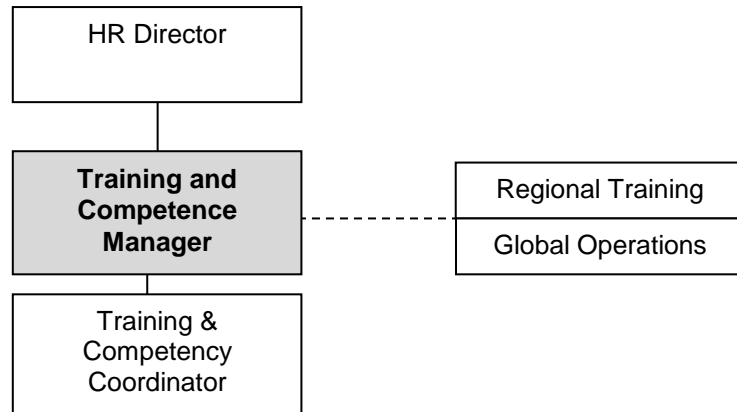 HR Director
Training and
Competence
Manager
Regional Training
Global Operations
Training &
Competency
Coordinator